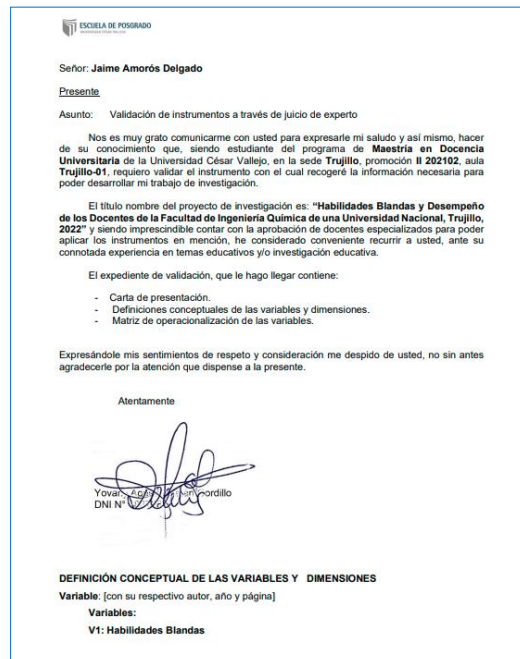 ESCUELA DE POSGRADO
UNIVERSIDAD CÉSAR VALLEJO
Señor: Jaime Amorós Delgado
Presente
Asunto: Validación de instrumentos a través de juicio de experto
Nos es muy grato comunicarme con usted para expresarle mi saludo y así mismo, hacer
de su conocimiento que, siendo estudiante del programa de Maestría en Docencia
Universitaria de la Universidad César Vallejo, en la sede Trujillo, promoción II 202102, aula
Trujillo-01, requiero validar el instrumento con el cual recogeré la información necesaria para
poder desarrollar mi trabajo de investigación.
El título nombre del proyecto de investigación es: “Habilidades Blandas y Desempeño
de los Docentes de la Facultad de Ingeniería Química de una Universidad Nacional, Trujillo,
2022” y siendo imprescindible contar con la aprobación de docentes especializados para poder
aplicar los instrumentos en mención, he considerado conveniente recurrir a usted, ante su
connotada experiencia en temas educativos y/o investigación educativa.
El expediente de validación, que le hago llegar contiene:
- Carta de presentación.
- Definiciones conceptuales de las variables y dimensiones.
- Matriz de operacionalización de las variables.
Expresándole mis sentimientos de respeto y consideración me despido de usted, no sin antes
agradecerle por la atención que dispense a la presente.
Atentamente
Gordillo
DNI N°
DEFINICIÓN CONCEPTUAL DE LAS VARIABLES Y DIMENSIONES
Variable: [con su respectivo autor, año y página]
Variables:
V1: Habilidades Blandas